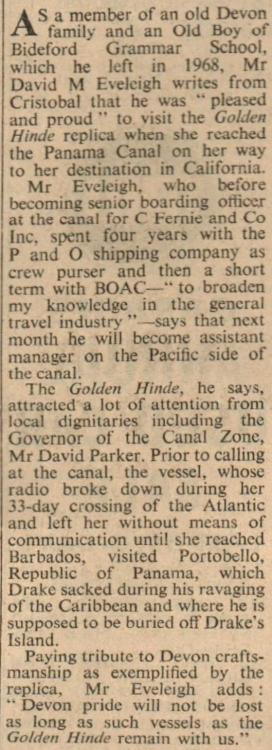 AS a member of an old Devon
family and an Old Boy of
Bideford Grammar School,
which he left in 1968, Mr
David M Eveleigh writes from
Cristobal that he was " pleased
and proud " to visit the Golden
Hinde replica when she reached
the Panama Canal on her way
to her destination in California.
Mr Eveleigh, who before
becoming senior boarding officer
at the canal for C Fernie and Co
Inc, spent four years with the
P and O shipping company as
crew purser and then a short
term with BOAC—" to broaden
my knowledge in the general
travel industry "—says that next
month he will become assistant
manager on the Pacific side of
the canal.
The Golden Hinde, he says,
attracted a lot of attention from
local dignitaries including the
Governor of the Canal Zone,
Mr David Parker. Prior to calling
at the canal, the vessel, whose
radio broke down during her
33-day crossing of the Atlantic
and left her without means of
communication until she reached
Barbados, visited Portobello,
Republic of Panama, which
Drake sacked during his ravaging
of the Caribbean and where he is
supposed to be buried off Drake's
Island.
Paying tribute to Devon crafts-
manship as exemplified by the
replica, Mr Eveleigh adds :
" Devon pride will not be lost
as long as such vessels as the
Golden Hinde remain with us."